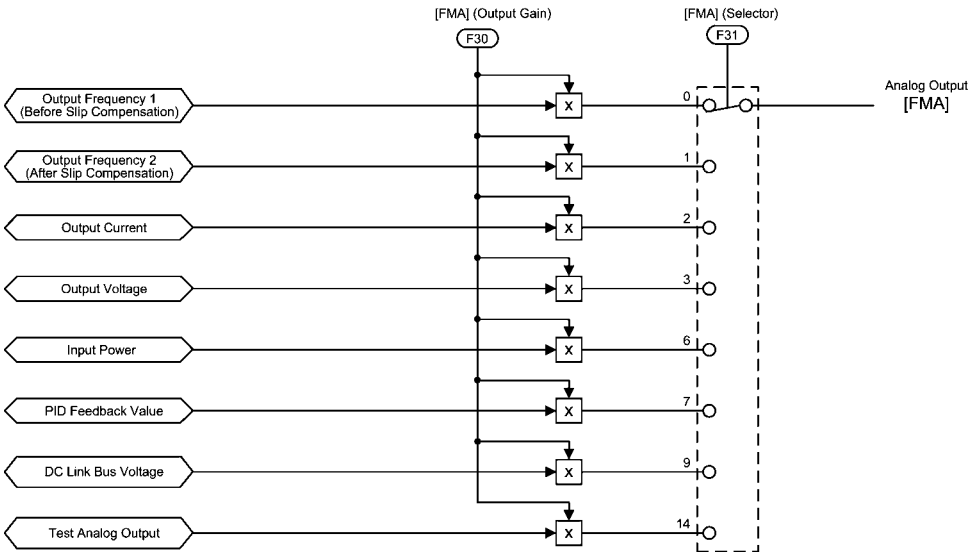 [FMA] (Output Gain)
[FMA] (Selector)
F30
F31
Output Frequency 1
(Before Slip Compensation)
X
0
Analog Output
[FMA]
Output Frequency 2
(After Slip Compensation)
X
1
Output Current
X
2
Output Voltage
X
3
Input Power
X
6
PID Feedback Value
X
7
DC Link Bus Voltage
X
9
Test Analog Output
X
14